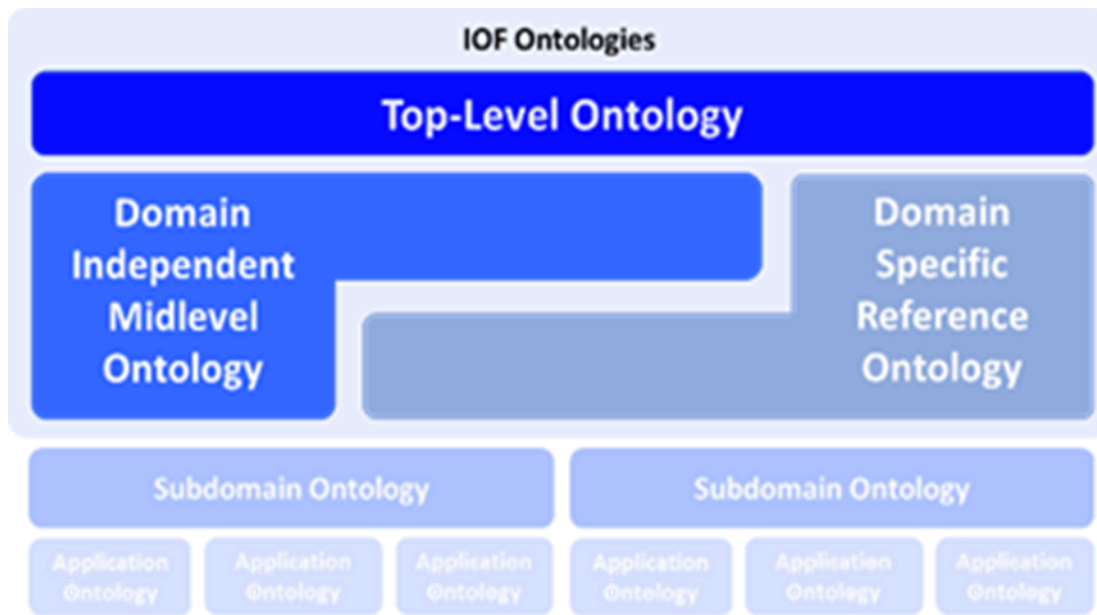 IOF Ontologies
Top-Level Ontology
Domain
Independent
Midlevel
Ontology
Domain
Specific
Reference
Ontology
Subdomain Ontology
Subdomain Ontology
Application
Ontology
Application
Ontology
Application
Ontology
Application
Ontology
Application
Ontology
Application
Ontology